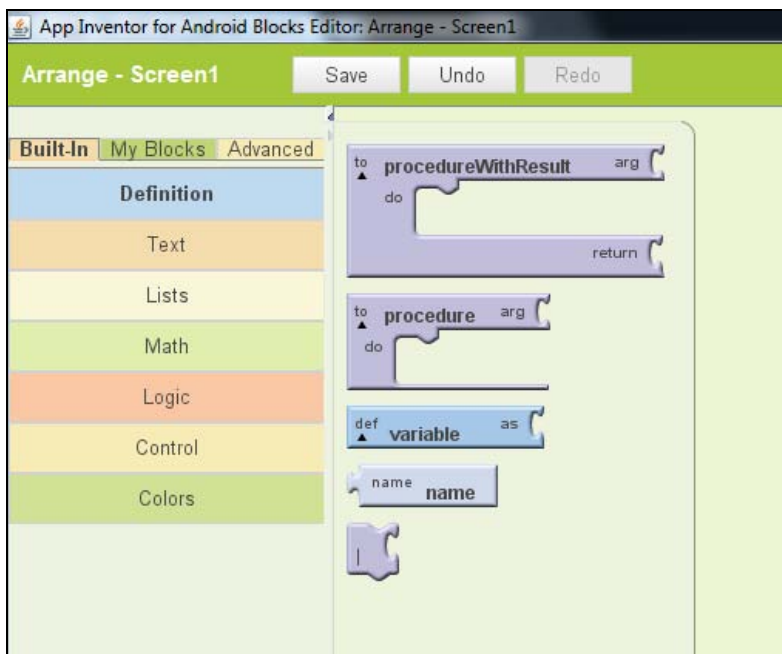 App Inventor for Android Blocks Editor: Arrange - Screen1
Arrange - Screen1 Save Undo Redo
Built-In My Blocks Advanced
Definition
Text
Lists
Math
Logic
Control
Colors
to procedureWithResult arg
do
return
to procedure arg
do
def variable as
name name